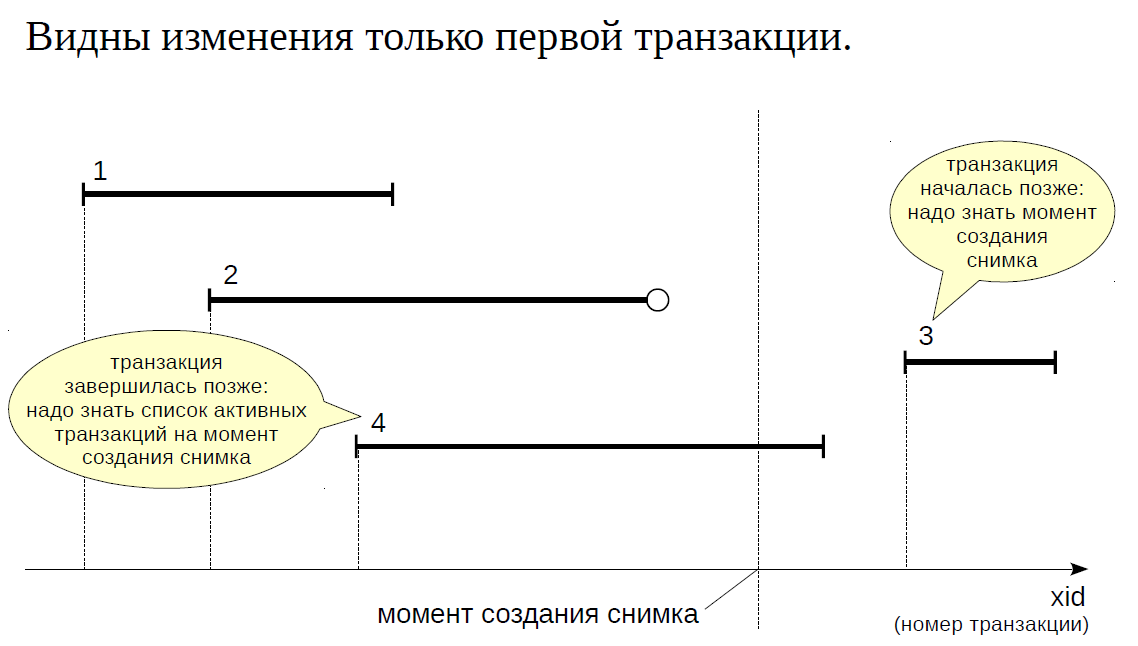 Видны изменения только первой транзакции.
1
транзакция
началась позже:
надо знать момент
создания
снимка
2
3
транзакция
завершилась позже:
надо знать список активных
транзакций на момент
создания снимка
4
момент создания снимка
xid
(номер транзакции)